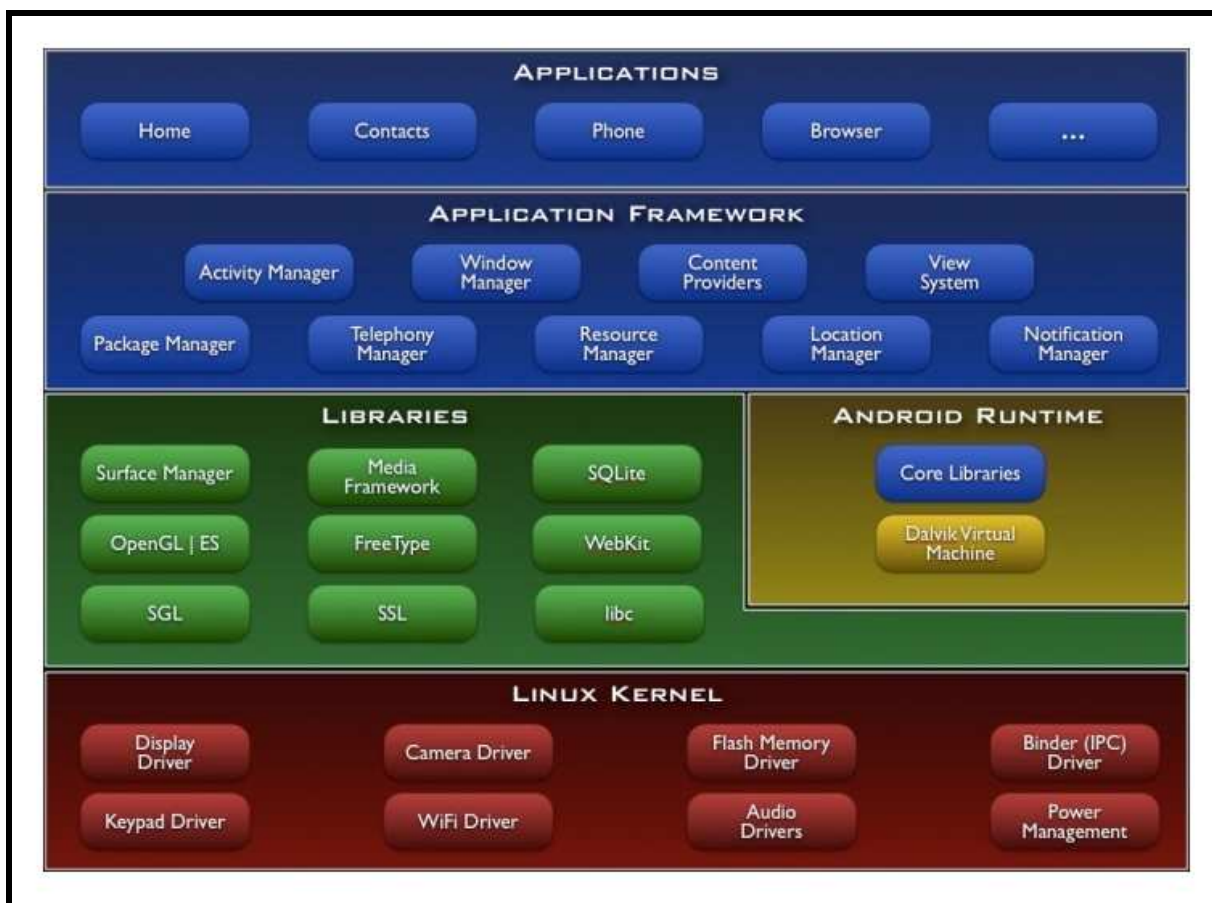 APPLICATIONS
Home
Contacts
Phone
Browser
...
APPLICATION FRAMEWORK
Activity Manager
Window
Manager
Content
Providers
View
System
Package Manager
Telephony
Manager
Resource
Manager
Location
Manager
Notification
Manager
LIBRARIES
Surface Manager
Media
Framework
SQLite
OpenGL | ES
FreeType
WebKit
SGL
SSL
libc
ANDROID RUNTIME
Core Libraries
Dalvik Virtual
Machine
LINUX KERNEL
Display
Driver
Camera Driver
Flash Memory
Driver
Binder (IPC)
Driver
Keypad Driver
WiFi Driver
Audio
Drivers
Power
Management